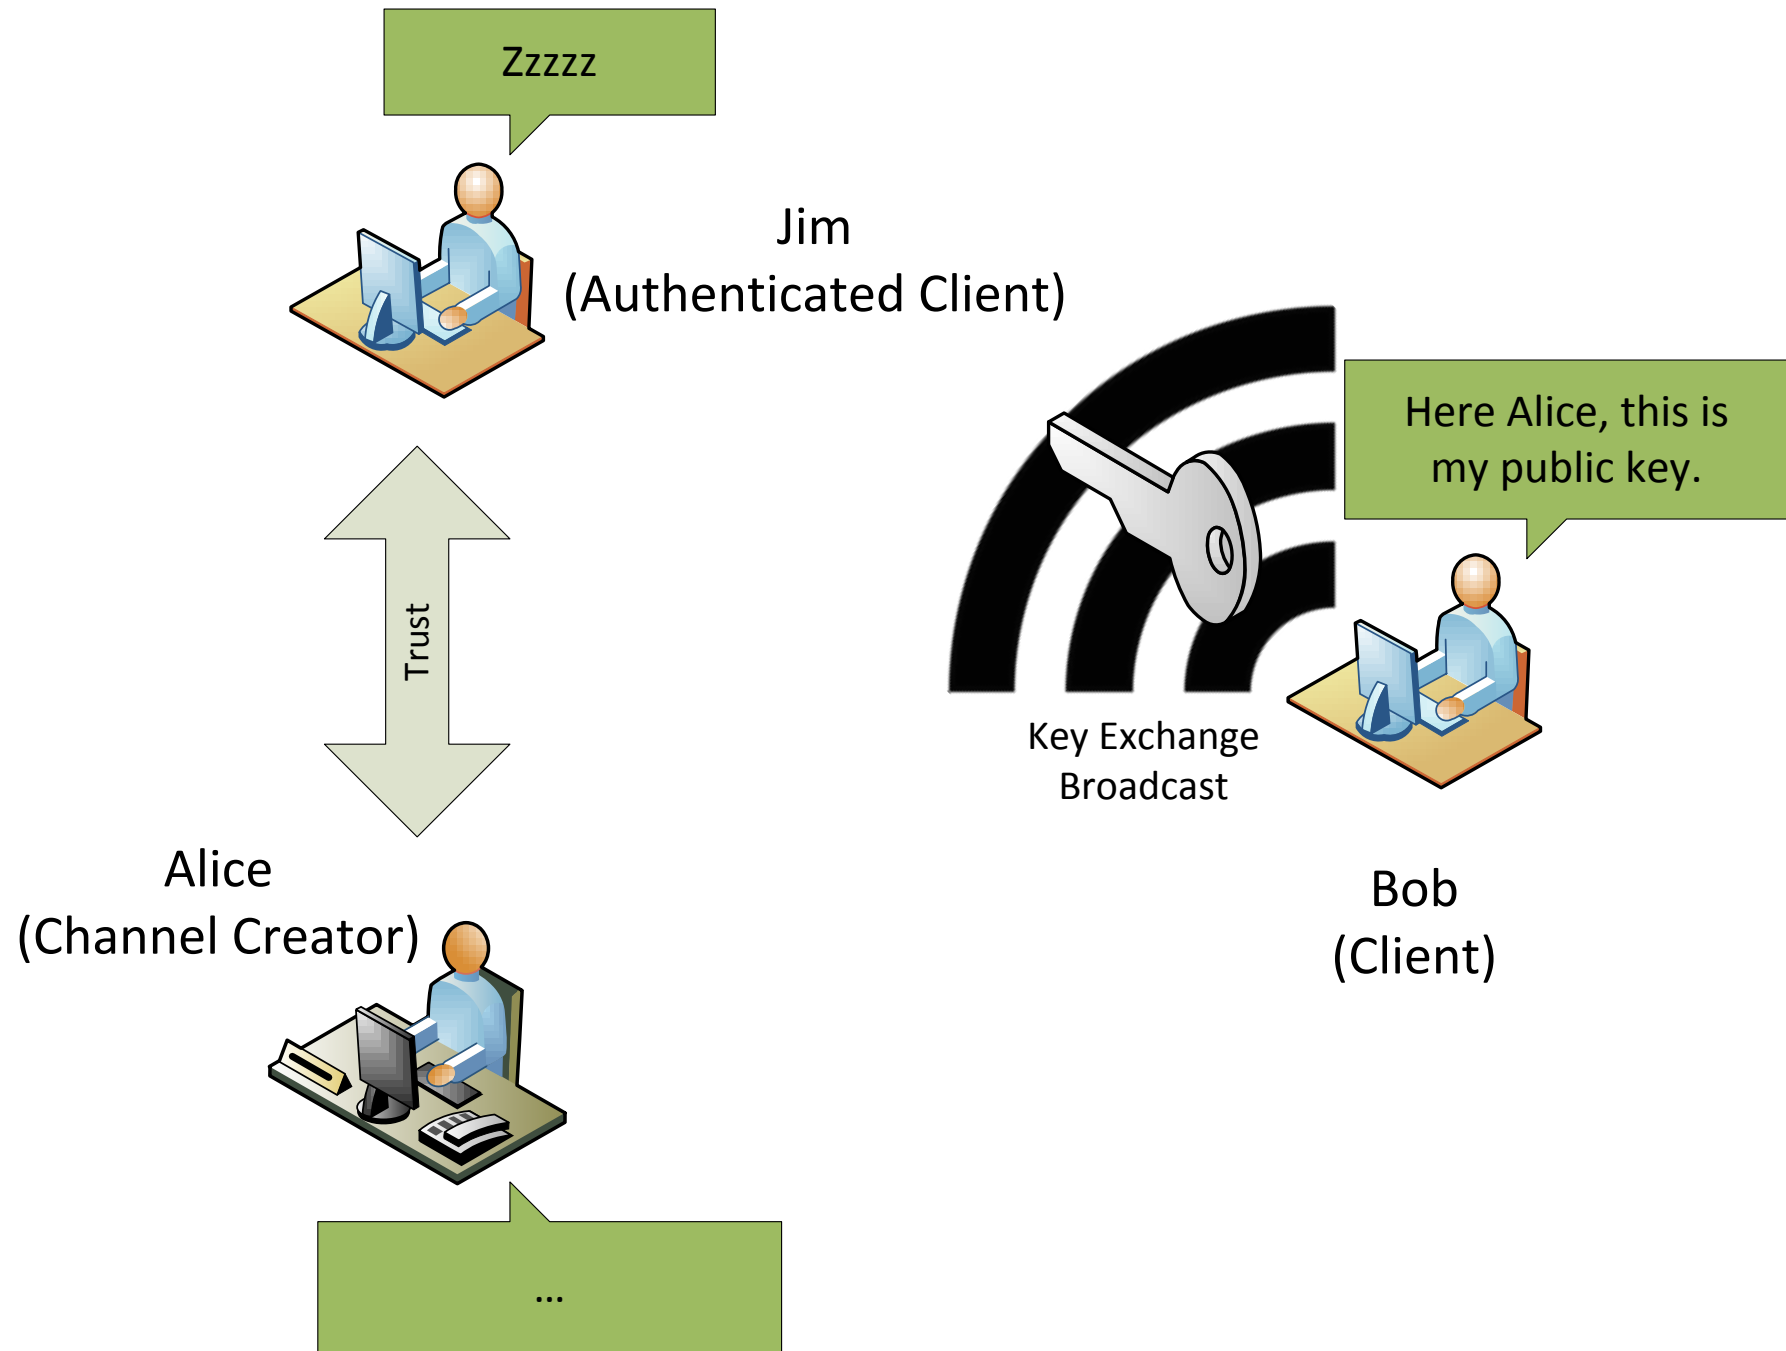 Zzzzz
Jim
(Authenticated Client)
Here Alice, this is
my public key.
Trust
Key Exchange
Broadcast
Alice
(Channel Creator)
Bob
(Client)
...